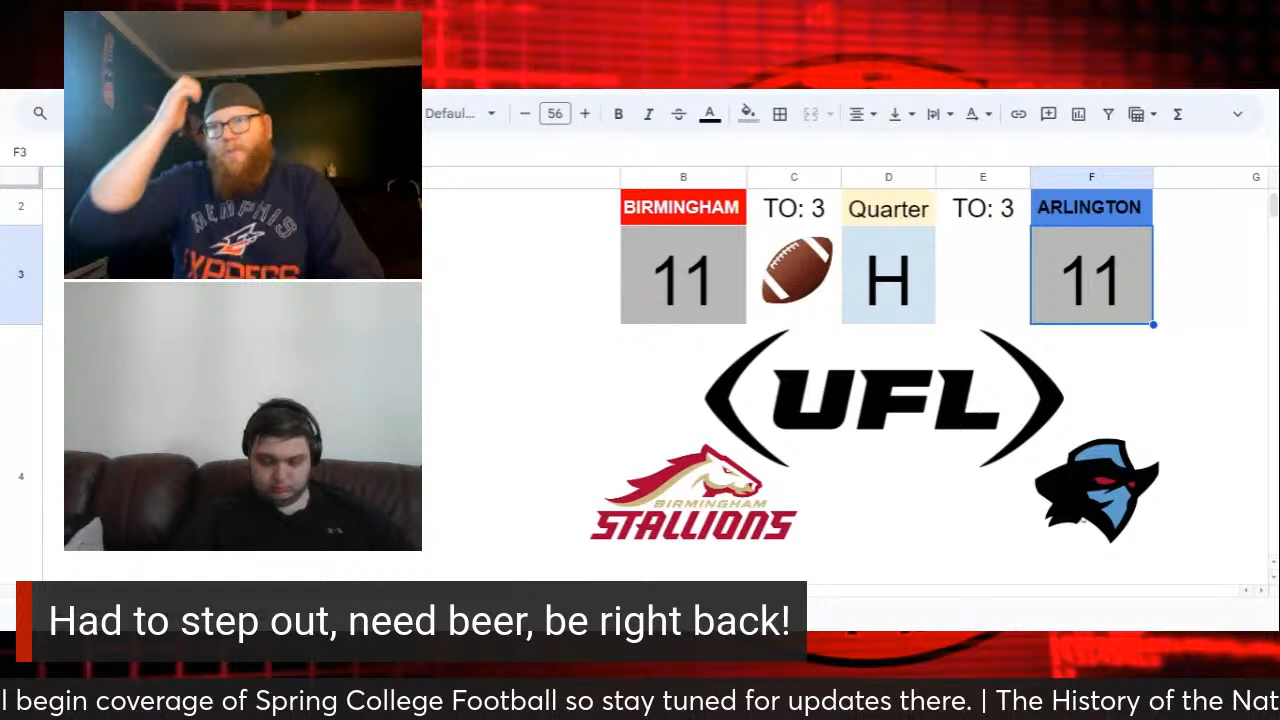 Defaul...
56
B
I
A
A
Σ
F3
B
C
D
E
F
G
2
BIRMINGHAM
TO: 3
Quarter
TO: 3
ARLINGTON
3
11
H
11
MEMPHIS
EXPRESS
UFL
4
BIRMINGHAM
STALLIONS
Had to step out, need beer, be right back!
l begin coverage of Spring College Football so stay tuned for updates there. | The History of the Nat